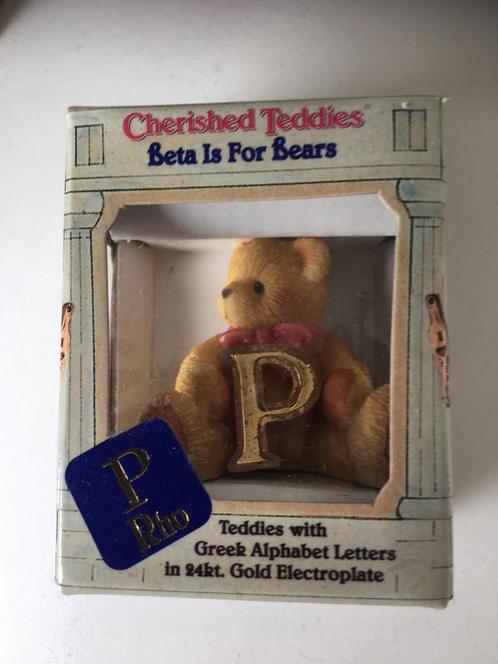 Cherished Teddies®
Beta Is For Bears
P
P
Rho
Teddies with
Greek Alphabet Letters
in 24kt. Gold Electroplate